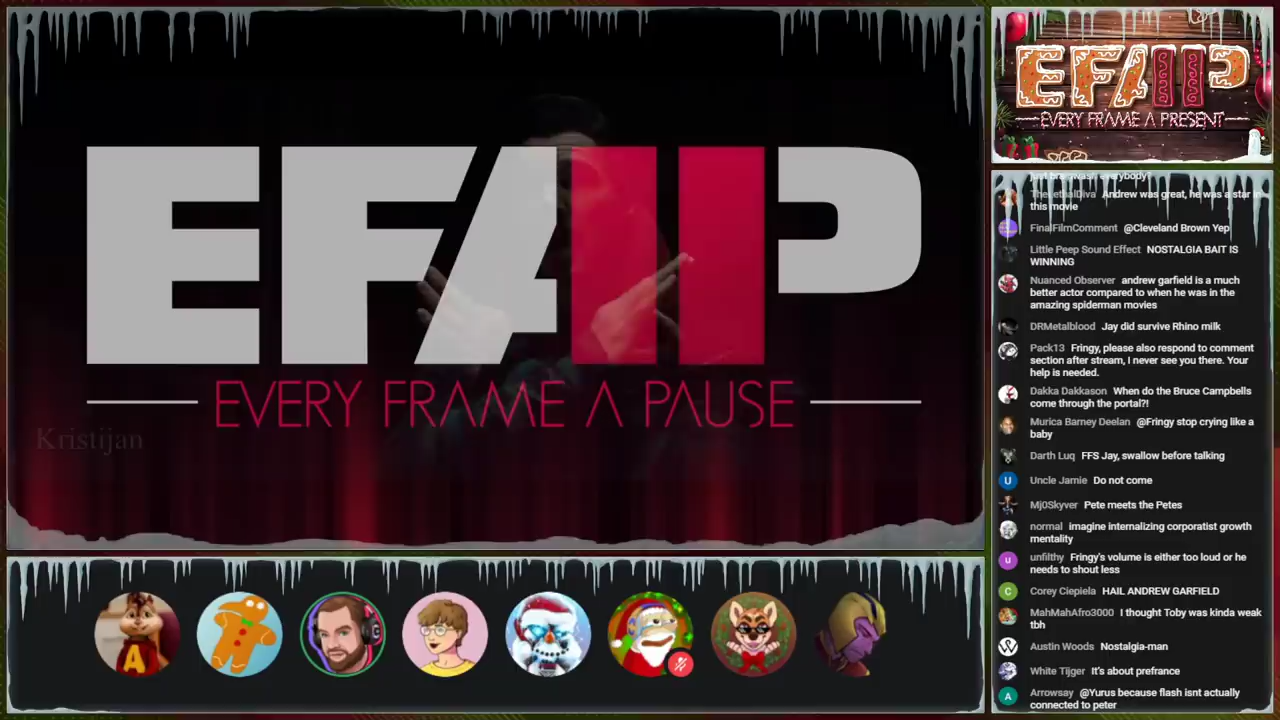 EFAIIP
EVERY FRAME A PAUSE
Kristijan
A
EFAIIP
EVERY FRAME A PRESENT
just brainwash everybody?
TheLethalDiva Andrew was great, he was a star in
this movie
FinalFilmComment @Cleveland Brown Yep
Little Peep Sound Effect NOSTALGIA BAIT IS
WINNING
Nuanced Observer andrew garfield is a much
better actor compared to when he was in the
amazing spiderman movies
DRMetalblood Jay did survive Rhino milk
Pack13 Fringy, please also respond to comment
section after stream, I never see you there. Your
help is needed.
Dakka Dakkason When do the Bruce Campbells
come through the portal?!
Murica Barney Deelan @Fringy stop crying like a
baby
Darth Luq FFS Jay, swallow before talking
U Uncle Jamie Do not come
Mj0Skyver Pete meets the Petes
normal imagine internalizing corporatist growth
mentality
u unfilthy Fringy's volume is either too loud or he
needs to shout less
C Corey Ciepiela HAIL ANDREW GARFIELD
MahMahAfro3000 I thought Toby was kinda weak
tbh
W Austin Woods Nostalgia-man
White Tijger It's about prefrance
A Arrowsay @Yurus because flash isnt actually
connected to peter